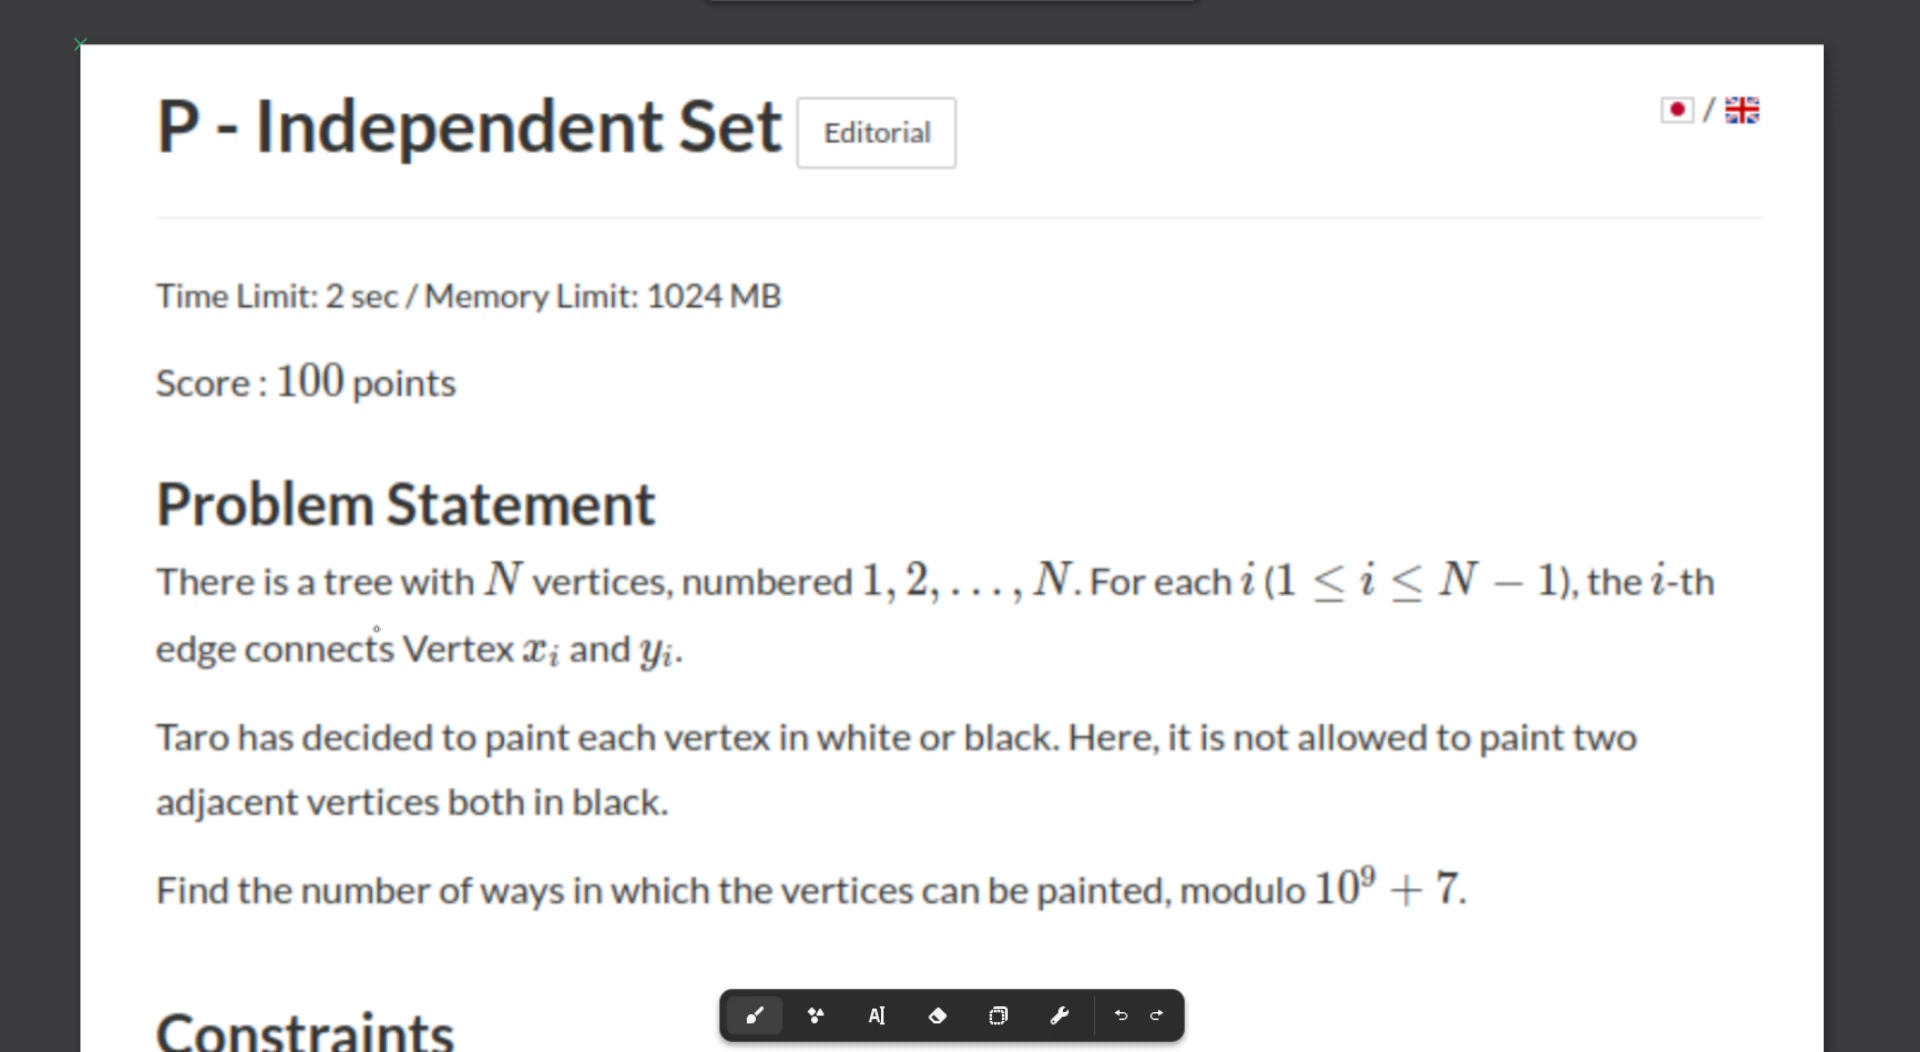 P - Independent Set Editorial
/
Time Limit: 2 sec / Memory Limit: 1024 MB
Score : 100 points
Problem Statement
There is a tree with N vertices, numbered 1, 2, . . . , N. For each i (1 ≤ i ≤ N − 1), the i-th
edge connects Vertex xᵢ and yᵢ.
Taro has decided to paint each vertex in white or black. Here, it is not allowed to paint two
adjacent vertices both in black.
Find the number of ways in which the vertices can be painted, modulo 10⁹ + 7.
Constraints
A